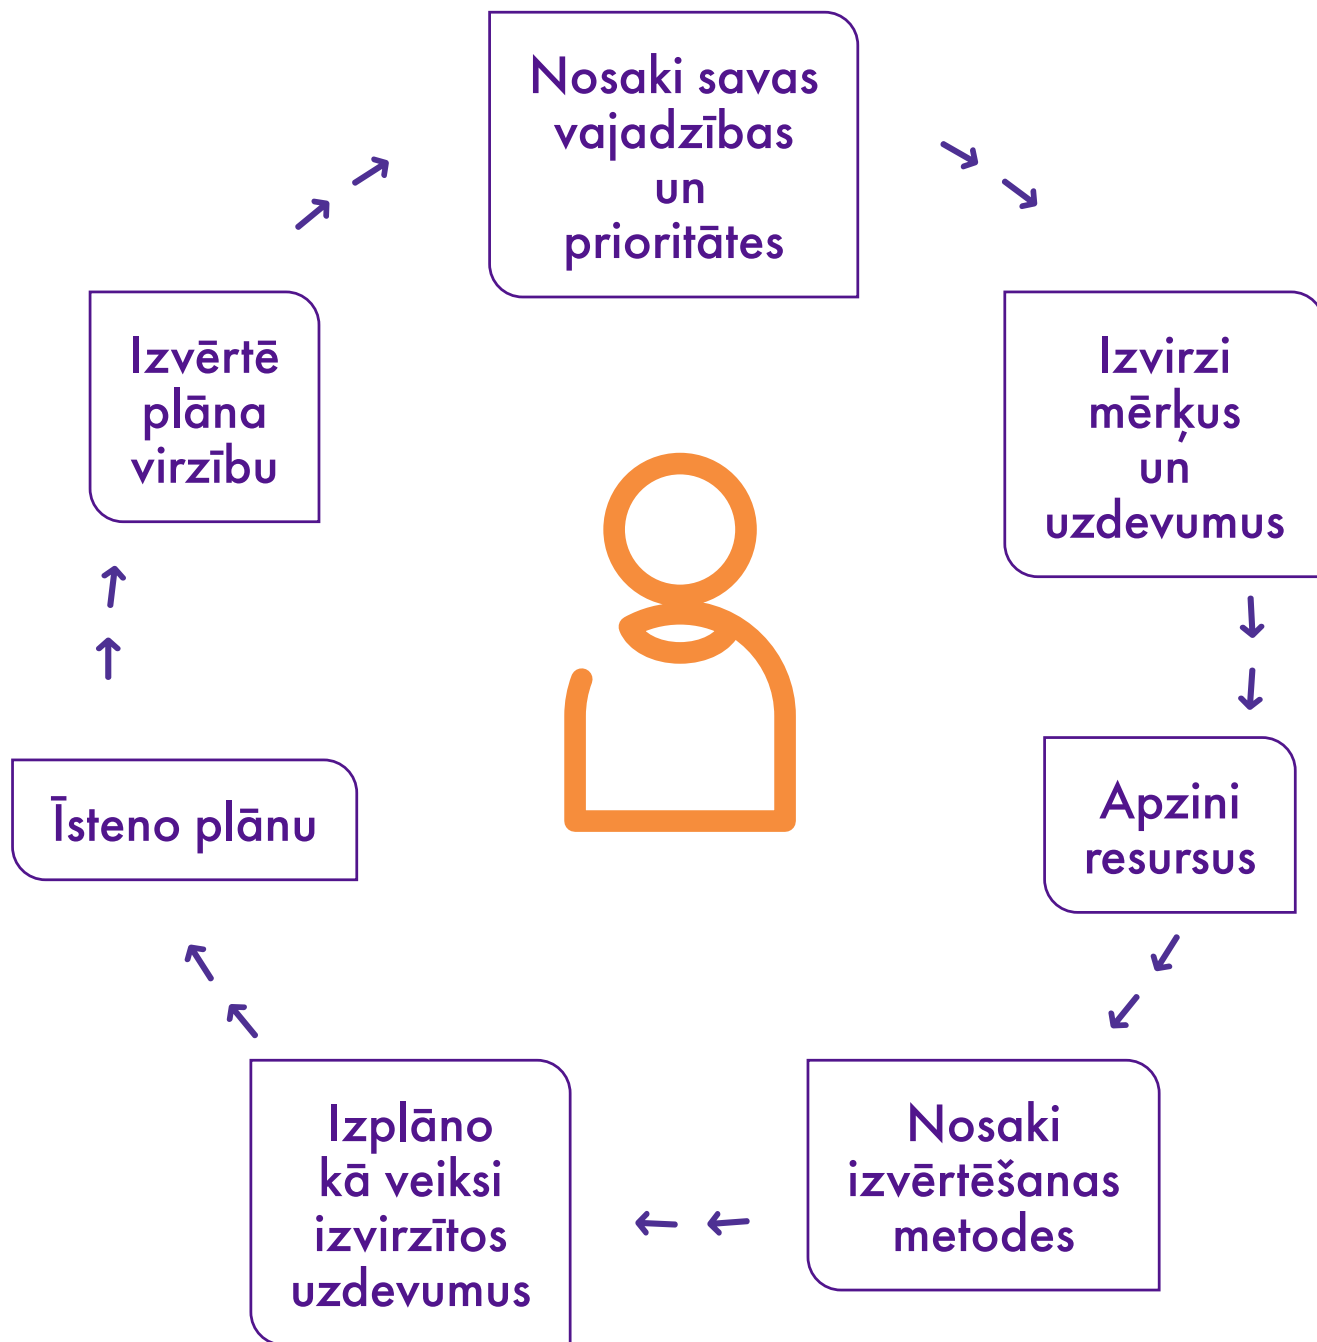 Nosaki savas
vajadzības
un
prioritātes
Izvirzi
mērķus
un
uzdevumus
Apzini
resursus
Nosaki
izvērtēšanas
metodes
Izplāno
kā veiksi
izvirzītos
uzdevumus
Īsteno plānu
Izvērtē
plāna
virzību